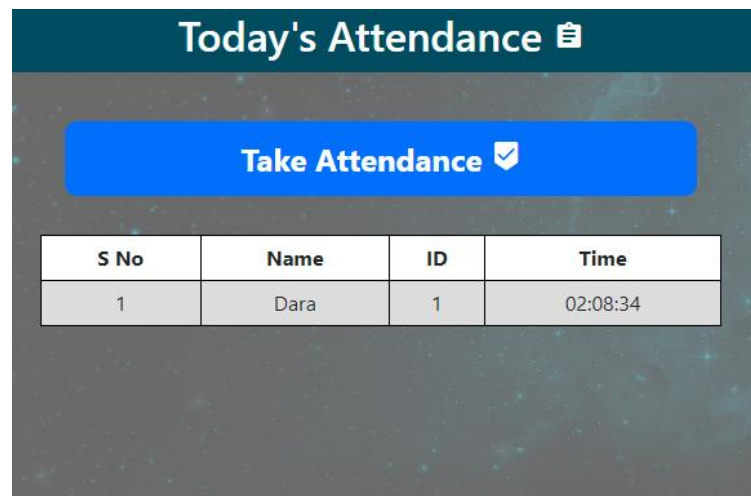 Today's Attendance
Take Attendance
S No Name ID Time
1 Dara 1 02:08:34